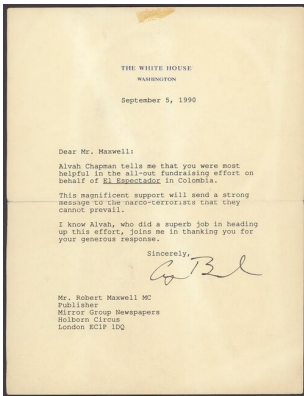 THE WHITE HOUSE
WASHINGTON
September 5, 1990
Dear Mr. Maxwell:
Alvah Chapman tells me that you were most
helpful in the all-out fundraising effort on
behalf of El Espectador in Colombia.
This magnificent support will send a strong
message to the narco-terrorists that they
cannot prevail.
I know Alvah, who did a superb job in heading
up this effort, joins me in thanking you for
your generous response.
Sincerely,
Mr. Robert Maxwell MC
Publisher
Mirror Group Newspapers
Holborn Circus
London EC1P 1DQ